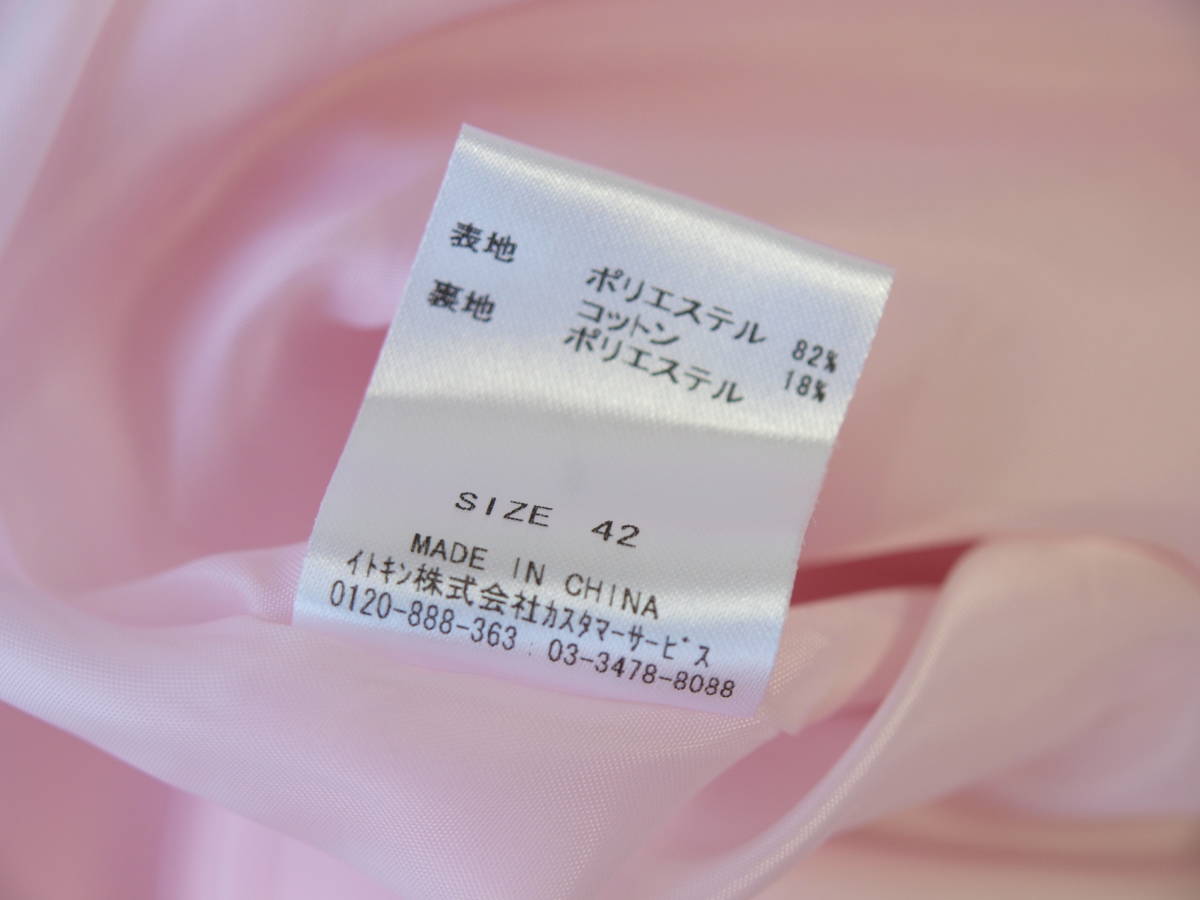 表地 ポリエステル 82%
コットン 18%
裏地 ポリエステル
SIZE 42
MADE IN CHINA
ｲﾄｷﾝ株式会社ｶｽﾀﾏｰｻｰﾋﾞｽ
0120-888-363 : 03-3478-8088